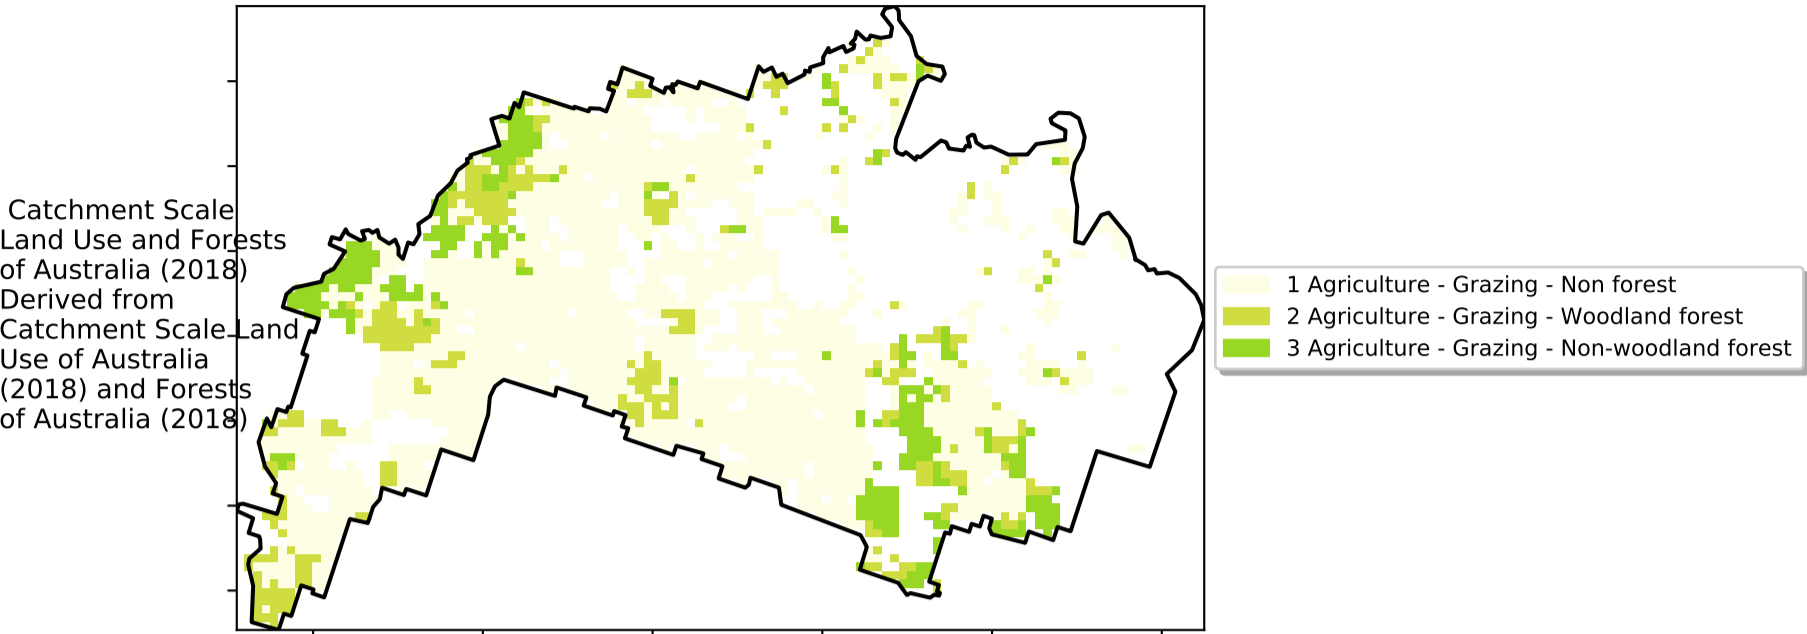 Catchment Scale
Land Use and Forests
of Australia (2018)
Derived from
Catchment Scale Land
Use of Australia
(2018) and Forests
of Australia (2018)
1 Agriculture - Grazing - Non forest
2 Agriculture - Grazing - Woodland forest
3 Agriculture - Grazing - Non-woodland forest